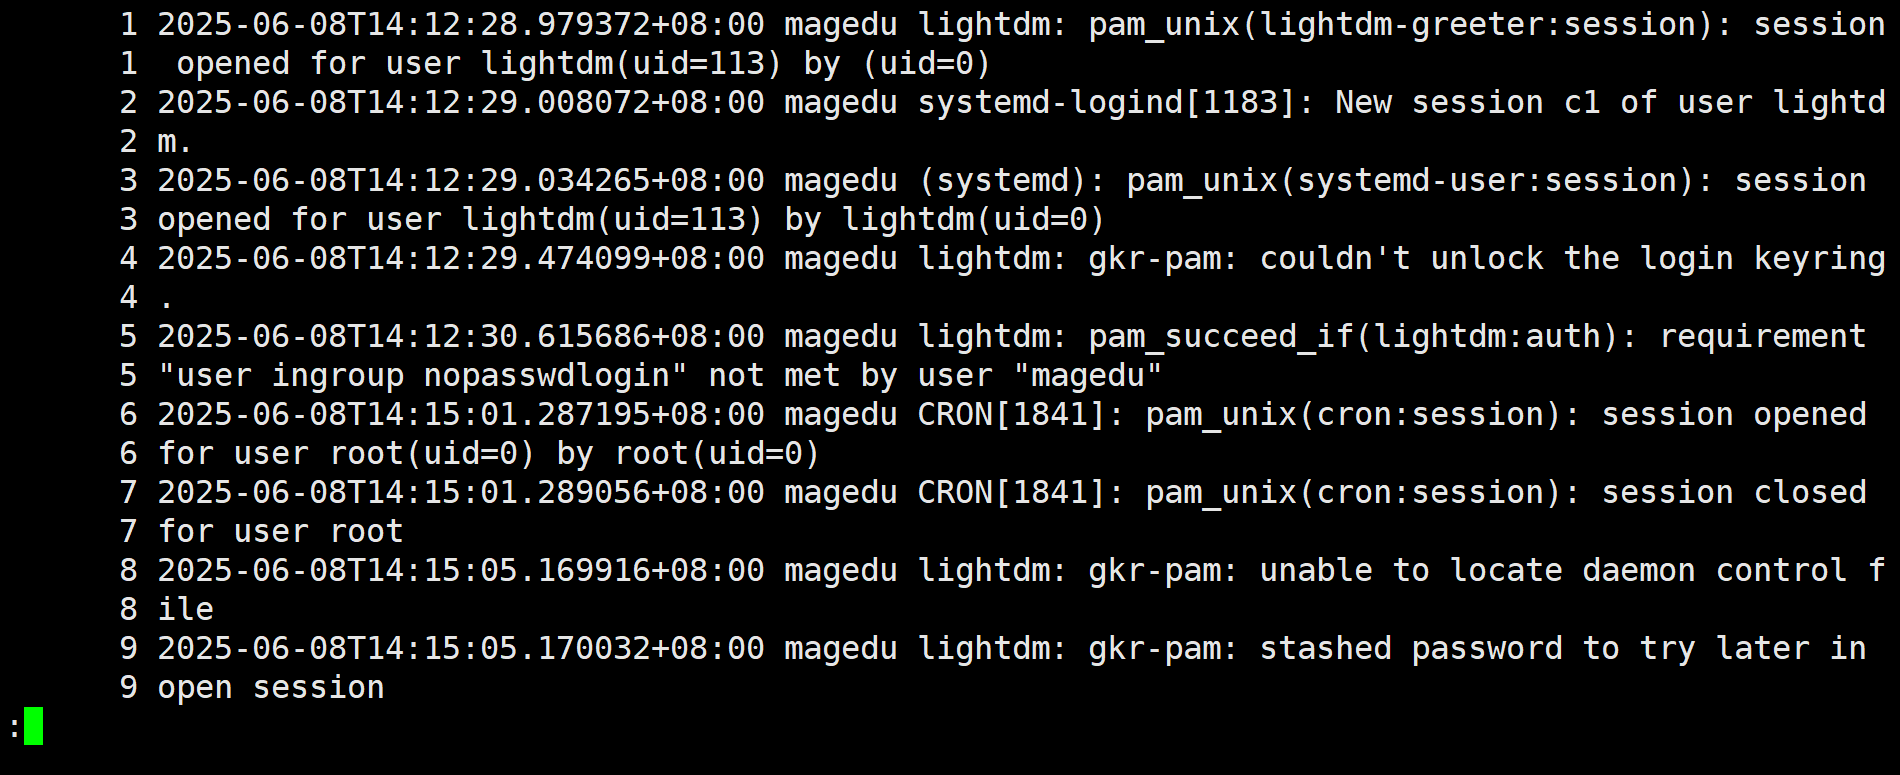 1 2025-06-08T14:12:28.979372+08:00 magedu lightdm: pam_unix(lightdm-greeter:session): session
1  opened for user lightdm(uid=113) by (uid=0)
2 2025-06-08T14:12:29.008072+08:00 magedu systemd-logind[1183]: New session c1 of user lightd
2 m.
3 2025-06-08T14:12:29.034265+08:00 magedu (systemd): pam_unix(systemd-user:session): session
3 opened for user lightdm(uid=113) by lightdm(uid=0)
4 2025-06-08T14:12:29.474099+08:00 magedu lightdm: gkr-pam: couldn't unlock the login keyring
4 .
5 2025-06-08T14:12:30.615686+08:00 magedu lightdm: pam_succeed_if(lightdm:auth): requirement
5 "user ingroup nopasswdlogin" not met by user "magedu"
6 2025-06-08T14:15:01.287195+08:00 magedu CRON[1841]: pam_unix(cron:session): session opened
6 for user root(uid=0) by root(uid=0)
7 2025-06-08T14:15:01.289056+08:00 magedu CRON[1841]: pam_unix(cron:session): session closed
7 for user root
8 2025-06-08T14:15:05.169916+08:00 magedu lightdm: gkr-pam: unable to locate daemon control f
8 ile
9 2025-06-08T14:15:05.170032+08:00 magedu lightdm: gkr-pam: stashed password to try later in
9 open session
: